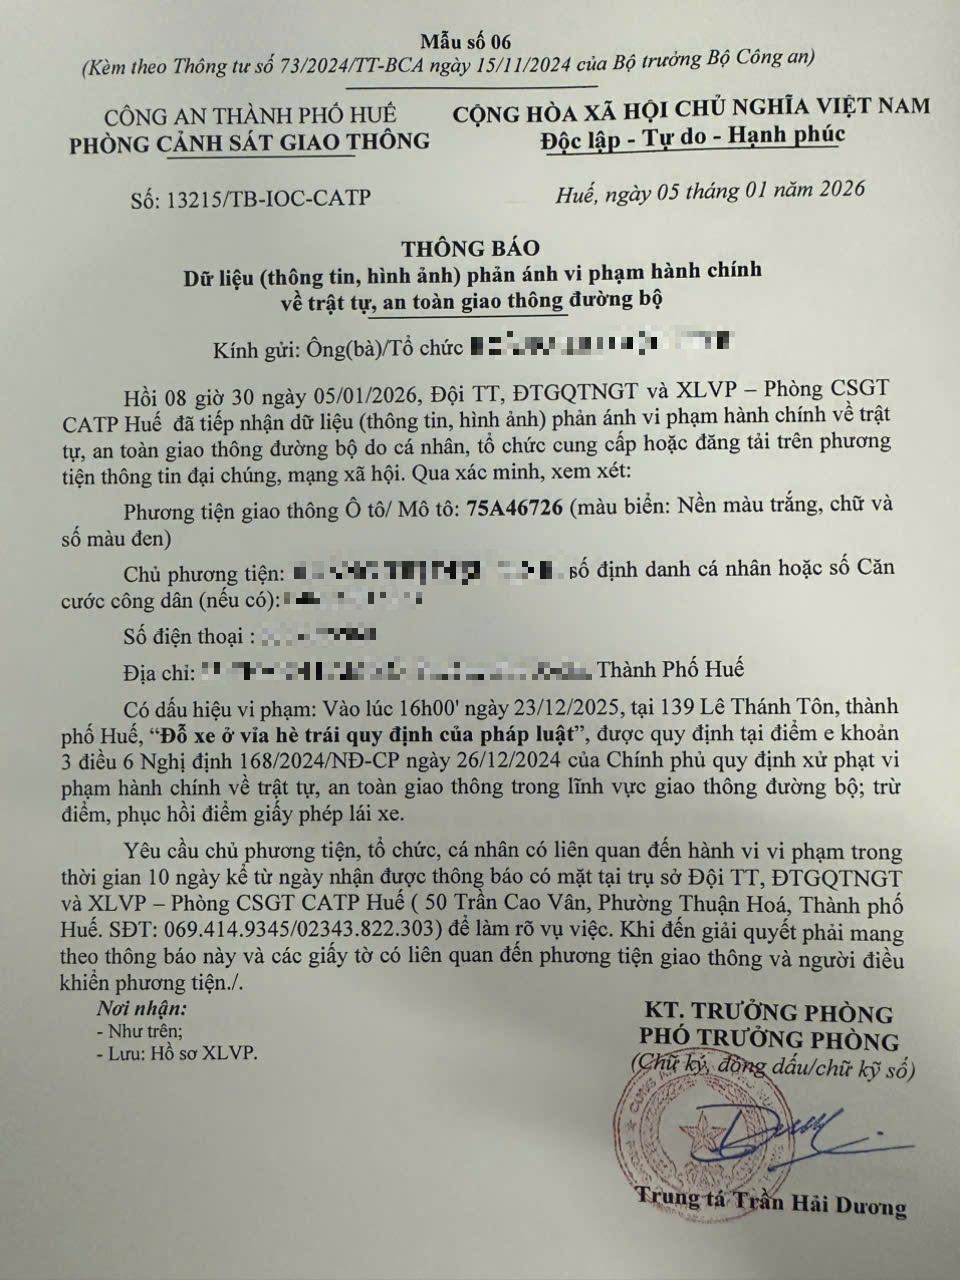 Mẫu số 06
(Kèm theo Thông tư số 73/2024/TT-BCA ngày 15/11/2024 của Bộ trưởng Bộ Công an)
CÔNG AN THÀNH PHỐ HUẾ
PHÒNG CẢNH SÁT GIAO THÔNG
CỘNG HÒA XÃ HỘI CHỦ NGHĨA VIỆT NAM
Độc lập - Tự do - Hạnh phúc
Số: 13215/TB-IOC-CATP
Huế, ngày 05 tháng 01 năm 2026
THÔNG BÁO
Dữ liệu (thông tin, hình ảnh) phản ánh vi phạm hành chính
về trật tự, an toàn giao thông đường bộ
Kính gửi: Ông(bà)/Tổ chức
Hồi 08 giờ 30 ngày 05/01/2026, Đội TT, ĐTGQTNGT và XLVP – Phòng CSGT
CATP Huế đã tiếp nhận dữ liệu (thông tin, hình ảnh) phản ánh vi phạm hành chính về trật
tự, an toàn giao thông đường bộ do cá nhân, tổ chức cung cấp hoặc đăng tải trên phương
tiện thông tin đại chúng, mạng xã hội. Qua xác minh, xem xét:
Phương tiện giao thông Ô tô/ Mô tô: 75A46726 (màu biển: Nền màu trắng, chữ và
số màu đen)
Chủ phương tiện: số định danh cá nhân hoặc số Căn
cước công dân (nếu có):
Số điện thoại :
Địa chỉ: Thành Phố Huế
Có dấu hiệu vi phạm: Vào lúc 16h00' ngày 23/12/2025, tại 139 Lê Thánh Tôn, thành
phố Huế, “Đỗ xe ở vỉa hè trái quy định của pháp luật”, được quy định tại điểm e khoản
3 điều 6 Nghị định 168/2024/NĐ-CP ngày 26/12/2024 của Chính phủ quy định xử phạt vi
phạm hành chính về trật tự, an toàn giao thông trong lĩnh vực giao thông đường bộ; trừ
điểm, phục hồi điểm giấy phép lái xe.
Yêu cầu chủ phương tiện, tổ chức, cá nhân có liên quan đến hành vi vi phạm trong
thời gian 10 ngày kể từ ngày nhận được thông báo có mặt tại trụ sở Đội TT, ĐTGQTNGT
và XLVP – Phòng CSGT CATP Huế ( 50 Trần Cao Vân, Phường Thuận Hoá, Thành phố
Huế. SĐT: 069.414.9345/02343.822.303) để làm rõ vụ việc. Khi đến giải quyết phải mang
theo thông báo này và các giấy tờ có liên quan đến phương tiện giao thông và người điều
khiển phương tiện./.
Nơi nhận:
- Như trên;
- Lưu: Hồ sơ XLVP.
KT. TRƯỞNG PHÒNG
PHÓ TRƯỞNG PHÒNG
(Chữ ký, đóng dấu/chữ ký số)
Trung tá Trần Hải Dương